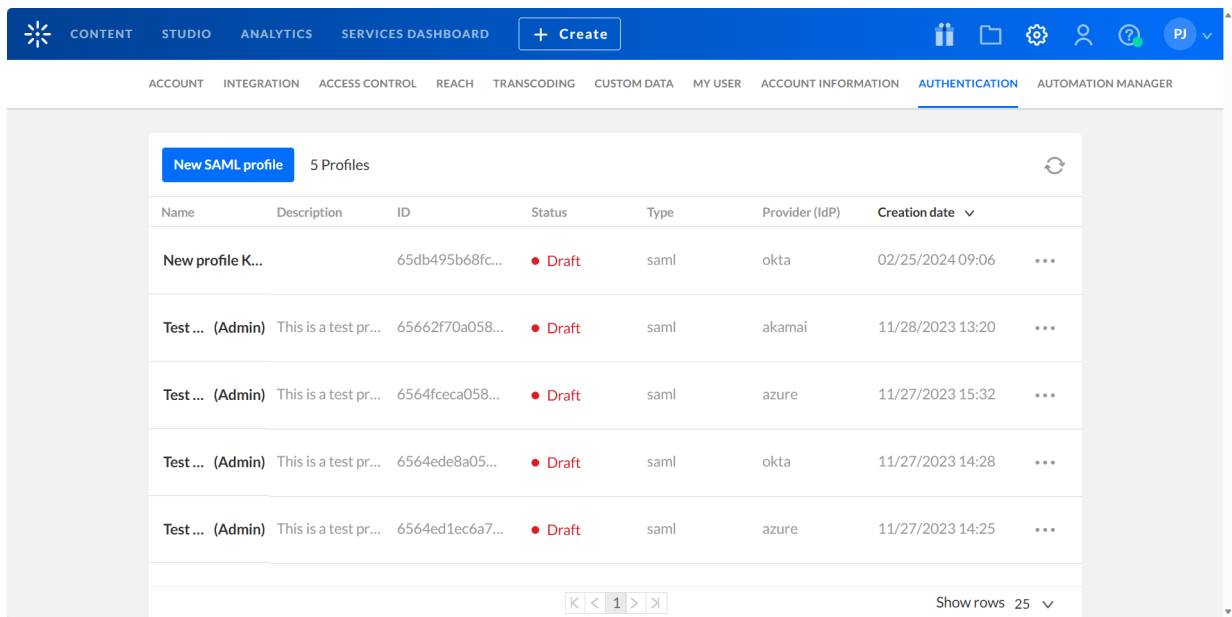 CONTENT STUDIO ANALYTICS SERVICES DASHBOARD + Create PJ
ACCOUNT INTEGRATION ACCESS CONTROL REACH TRANSCODING CUSTOM DATA MY USER ACCOUNT INFORMATION AUTHENTICATION AUTOMATION MANAGER
New SAML profile 5 Profiles
Name Description ID Status Type Provider (IdP) Creation date
New profile K... 65db495b68fc... Draft saml okta 02/25/2024 09:06
Test ... (Admin) This is a test pr... 65662f70a058... Draft saml akamai 11/28/2023 13:20
Test ... (Admin) This is a test pr... 6564fceca058... Draft saml azure 11/27/2023 15:32
Test ... (Admin) This is a test pr... 6564ede8a05... Draft saml okta 11/27/2023 14:28
Test ... (Admin) This is a test pr... 6564ed1ec6a7... Draft saml azure 11/27/2023 14:25
1 Show rows 25